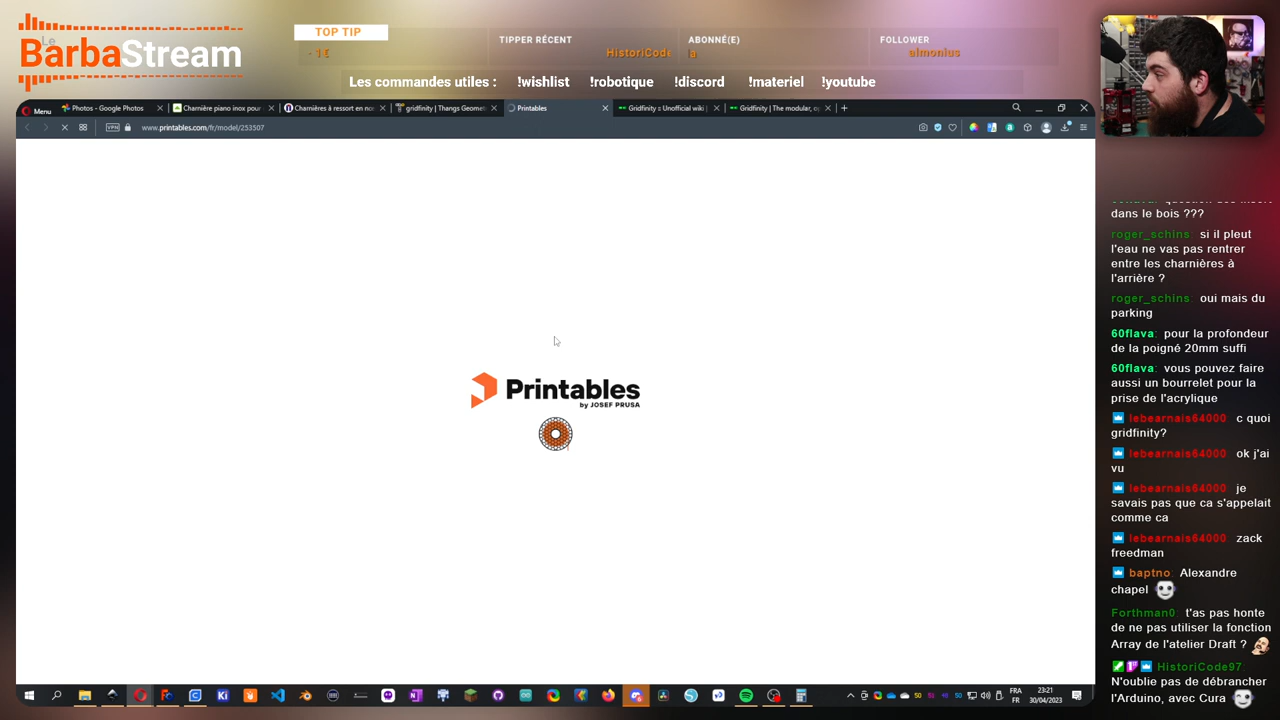 Le
BarbaStream
TOP TIP
- 1€
TIPPER RÉCENT
HistoriCode
ABONNÉ(E)
la
FOLLOWER
almonius
Les commandes utiles : !wishlist !robotique !discord !materiel !youtube
Menu
Photos - Google Photos
Charnière piano inox pour
Charnières à ressort en no
gridfinity | Thangs Geomet
Printables
Gridfinity :: Unofficial wiki |
Gridfinity | The modular, o
VPN
www.printables.com/fr/model/253507
Printables
by JOSEF PRUSA
dans le bois ???
roger_schins: si il pleut
l'eau ne vas pas rentrer
entre les charnières à
l'arrière ?
roger_schins: oui mais du
parking
60flava: pour la profondeur
de la poigné 20mm suffi
60flava: vous pouvez faire
aussi un bourrelet pour la
prise de l'acrylique
lebearnais64000: c quoi
gridfinity?
lebearnais64000: ok j'ai
vu
lebearnais64000: je
savais pas que ca s'appelait
comme ca
lebearnais64000: zack
freedman
baptno: Alexandre
chapel
Forthman0: t'as pas honte
de ne pas utiliser la fonction
Array de l'atelier Draft ?
HistoriCode97:
N'oublie pas de débrancher
l'Arduino, avec Cura
Ki
FRA
FR
23:21
30/04/2023